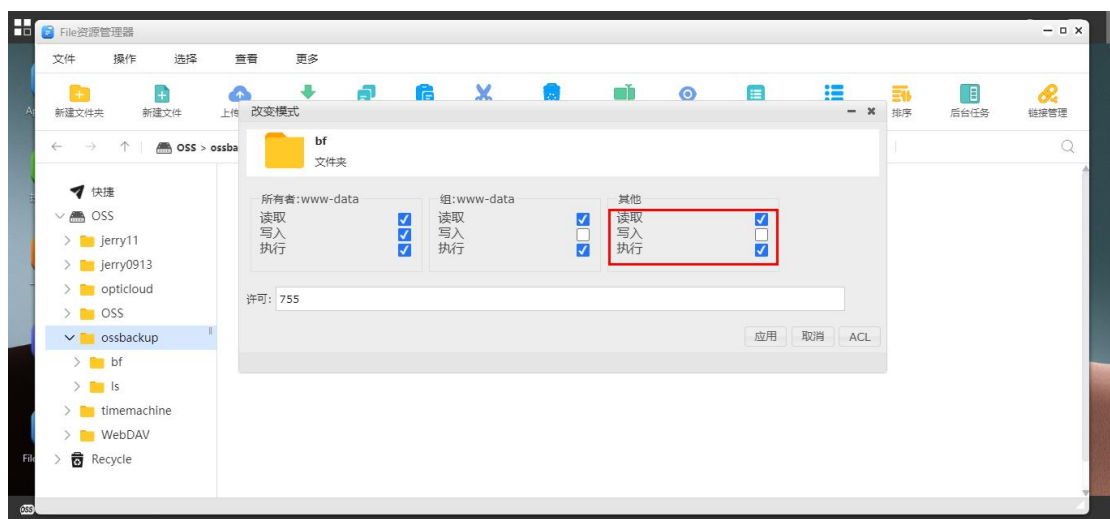 File资源管理器
文件 操作 选择 查看 更多
新建文件夹 新建文件 上传 排序 后台任务 链接管理
改变模式
OSS > ossba
bf
文件夹
快捷
OSS
jerry11
jerry0913
opticloud
OSS
ossbackup
bf
ls
timemachine
WebDAV
Recycle
所有者:www-data 组:www-data 其他
读取 读取 读取
写入 写入 写入
执行 执行 执行
许可: 755
应用 取消 ACL
File
OSS